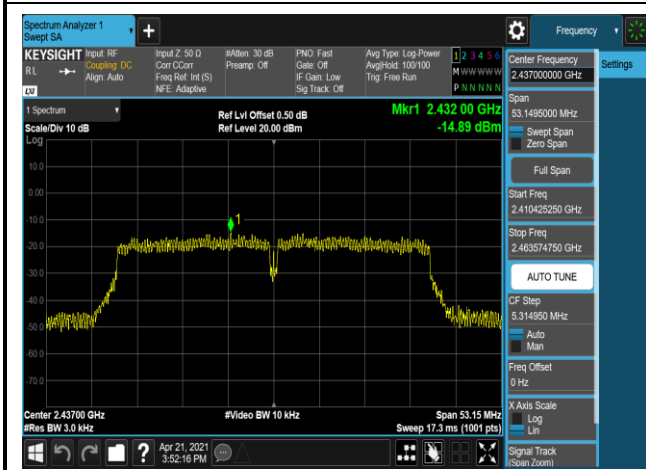 Spectrum Analyzer 1
Swept SA
+
Frequency
KEYSIGHT
RL
LXI
Input: RF
Coupling: DC
Align: Auto
Input Z: 50 Ω
Corr CCorr
Freq Ref: Int (S)
NFE: Adaptive
#Atten: 30 dB
Preamp: Off
PNO: Fast
Gate: Off
IF Gain: Low
Sig Track: Off
Avg Type: Log-Power
Avg|Hold: 100/100
Trig: Free Run
1 2 3 4 5 6
M W W W W W
P N N N N N
1 Spectrum
Scale/Div 10 dB
Ref Lvl Offset 0.50 dB
Ref Level 20.00 dBm
Mkr1 2.432 00 GHz
-14.89 dBm
Log
10.0
0.00
-10.0
-20.0
-30.0
-40.0
-50.0
-60.0
-70.0
1
Center 2.43700 GHz
#Res BW 3.0 kHz
#Video BW 10 kHz
Span 53.15 MHz
Sweep 17.3 ms (1001 pts)
Center Frequency
2.437000000 GHz
Settings
Span
53.1495000 MHz
Swept Span
Zero Span
Full Span
Start Freq
2.410425250 GHz
Stop Freq
2.463574750 GHz
AUTO TUNE
CF Step
5.314950 MHz
Auto
Man
Freq Offset
0 Hz
X Axis Scale
Log
Lin
Signal Track
(Span Zoom)
?
Apr 21, 2021
3:52:16 PM